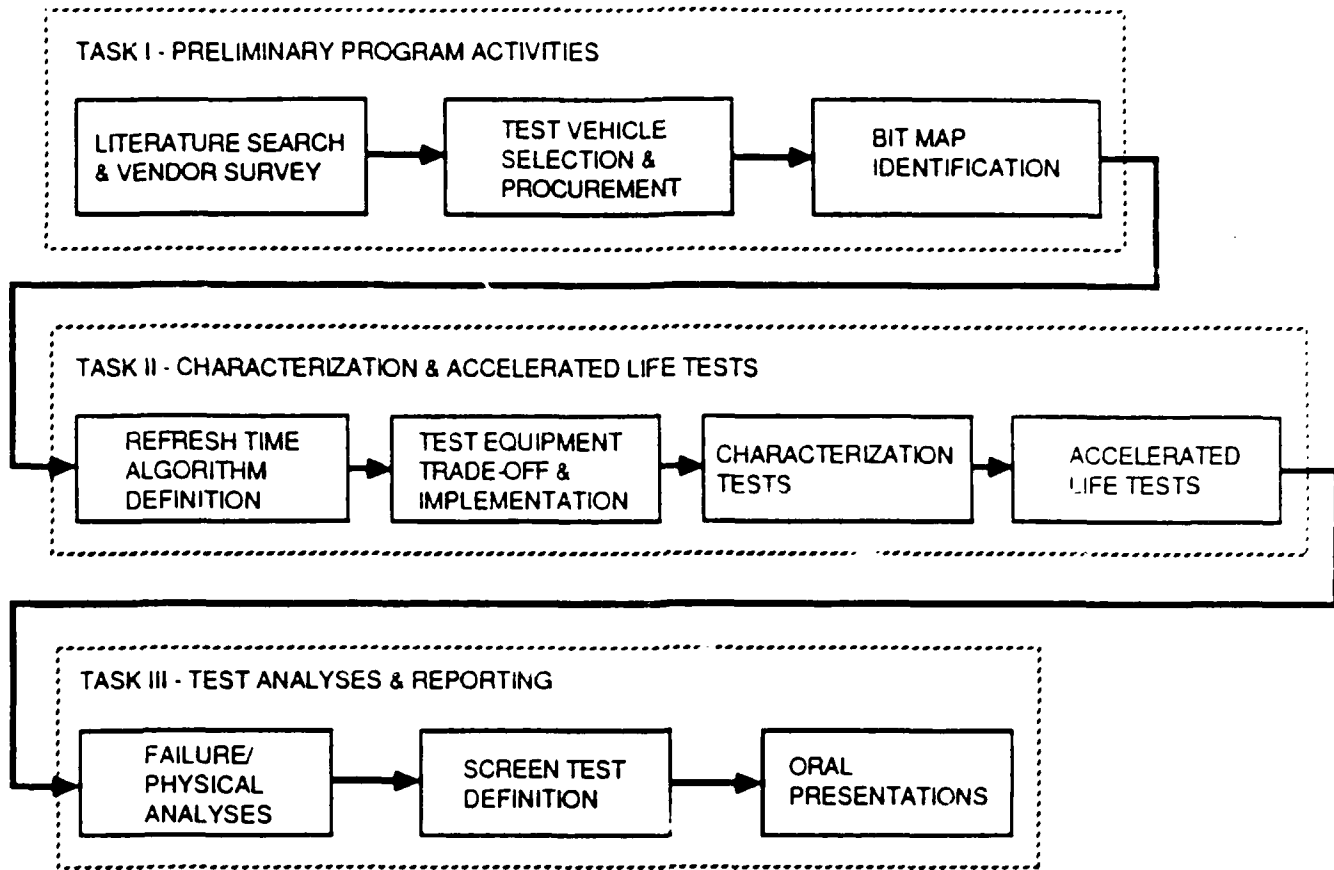 TASK I - PRELIMINARY PROGRAM ACTIVITIES
LITERATURE SEARCH
& VENDOR SURVEY
TEST VEHICLE
SELECTION &
PROCUREMENT
BIT MAP
IDENTIFICATION
TASK II - CHARACTERIZATION & ACCELERATED LIFE TESTS
REFRESH TIME
ALGORITHM
DEFINITION
TEST EQUIPMENT
TRADE-OFF &
IMPLEMENTATION
CHARACTERIZATION
TESTS
ACCELERATED
LIFE TESTS
TASK III - TEST ANALYSES & REPORTING
FAILURE/
PHYSICAL
ANALYSES
SCREEN TEST
DEFINITION
ORAL
PRESENTATIONS